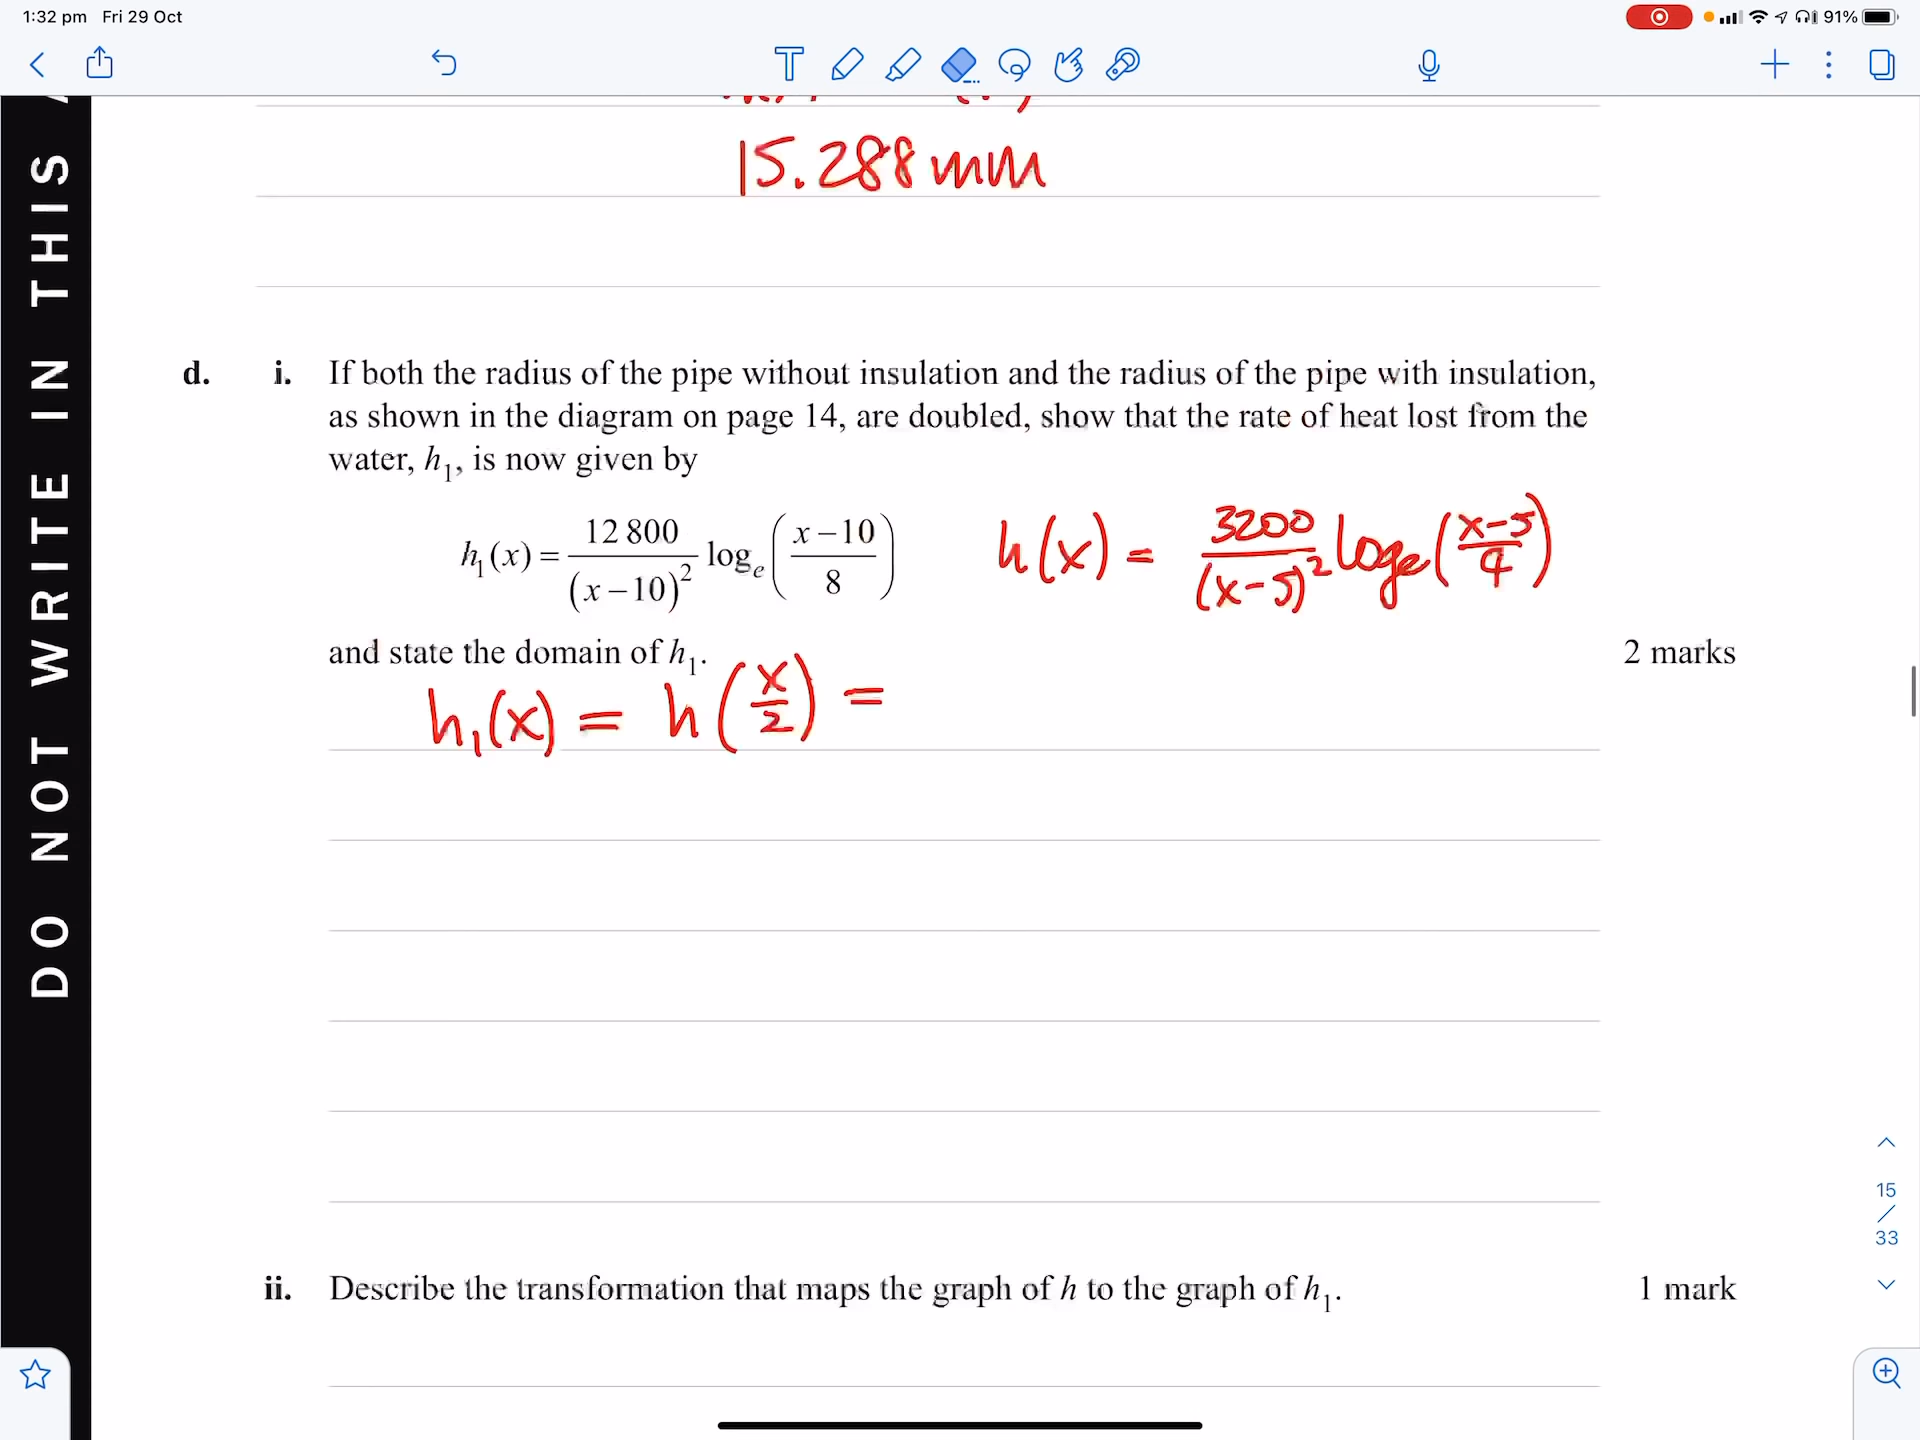 1:32 pm Fri 29 Oct
91%
DO NOT WRITE IN THIS
15.288 mm
d. i. If both the radius of the pipe without insulation and the radius of the pipe with insulation,
as shown in the diagram on page 14, are doubled, show that the rate of heat lost from the
water, h₁, is now given by
h₁(x) = 12 800/(x – 10)² logₑ((x – 10)/8) h(x) = 3200/(x-5)² logₑ((x-5)/4)
and state the domain of h₁. 2 marks
h₁(x) = h(x/2) =
15
/
33
ii. Describe the transformation that maps the graph of h to the graph of h₁. 1 mark